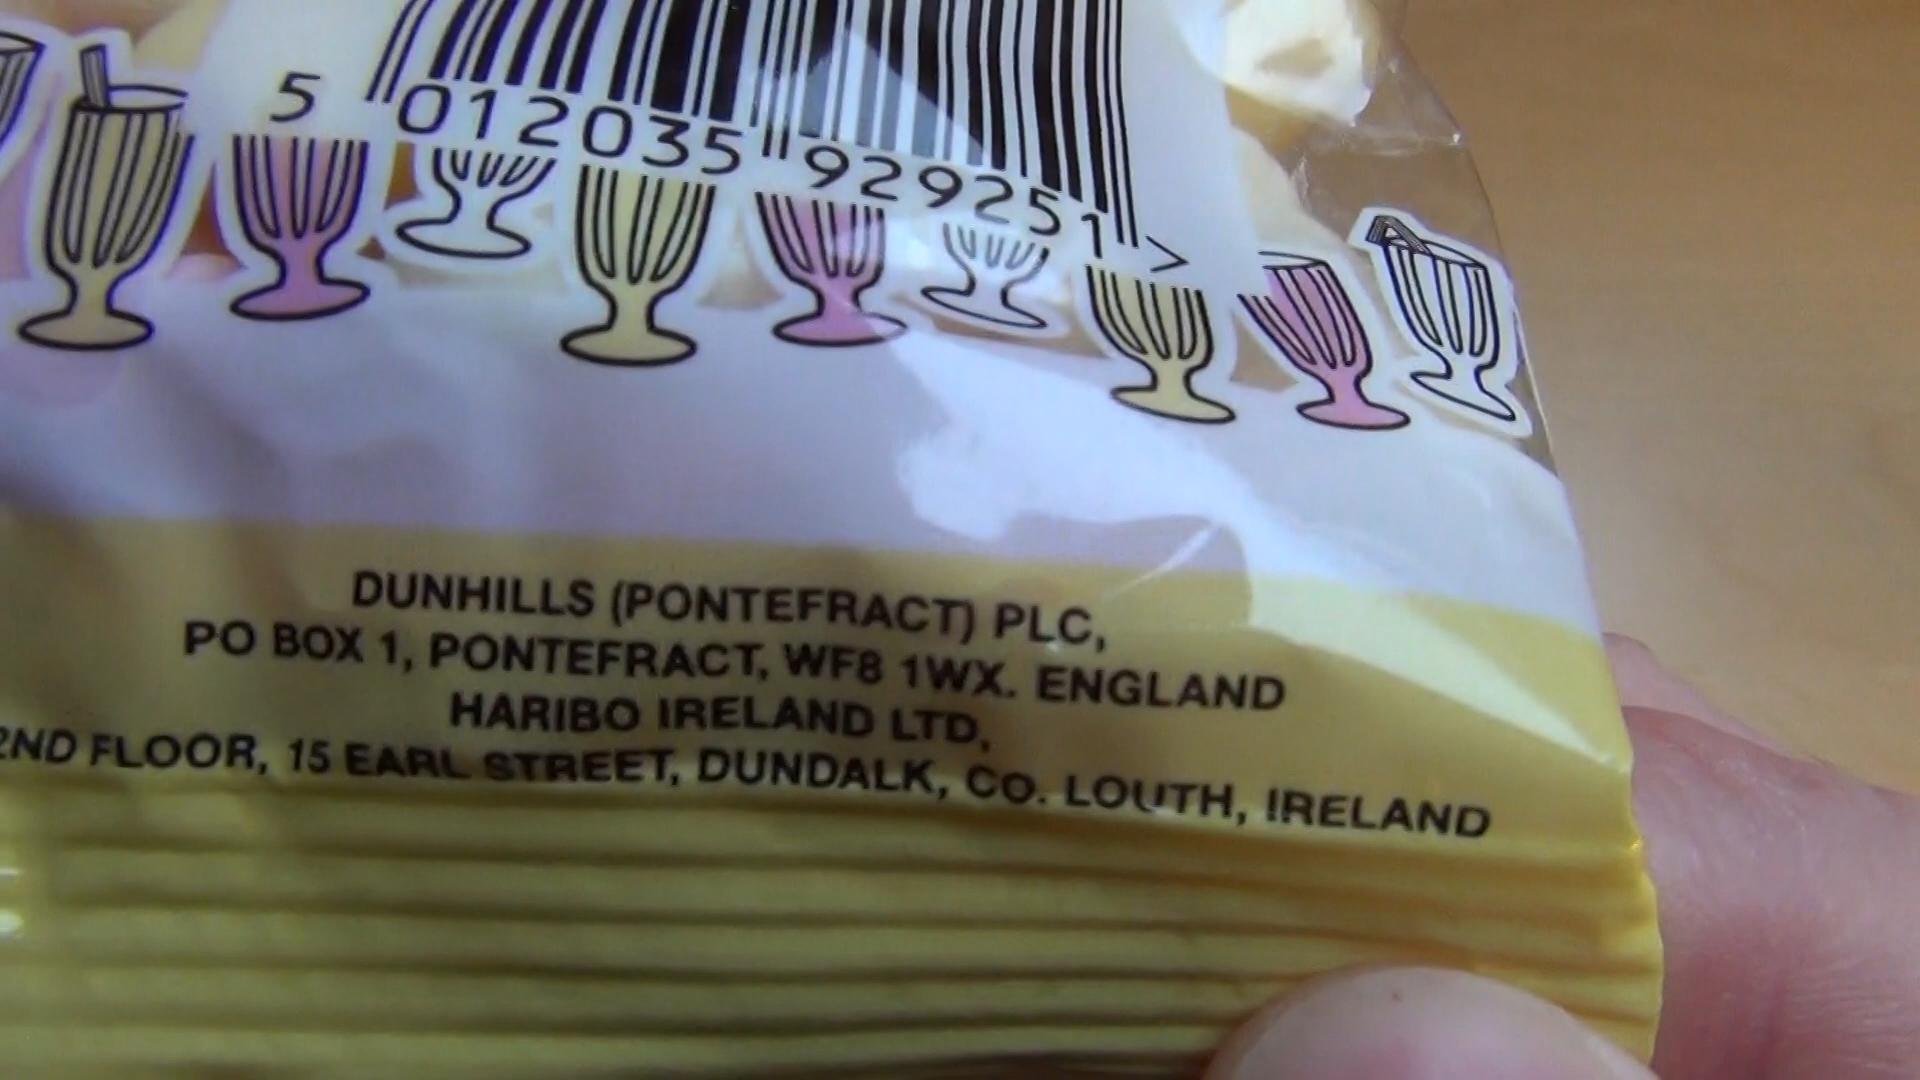 5 012035 929251 >
DUNHILLS (PONTEFRACT) PLC,
PO BOX 1, PONTEFRACT, WF8 1WX. ENGLAND
HARIBO IRELAND LTD,
2ND FLOOR, 15 EARL STREET, DUNDALK, CO. LOUTH, IRELAND